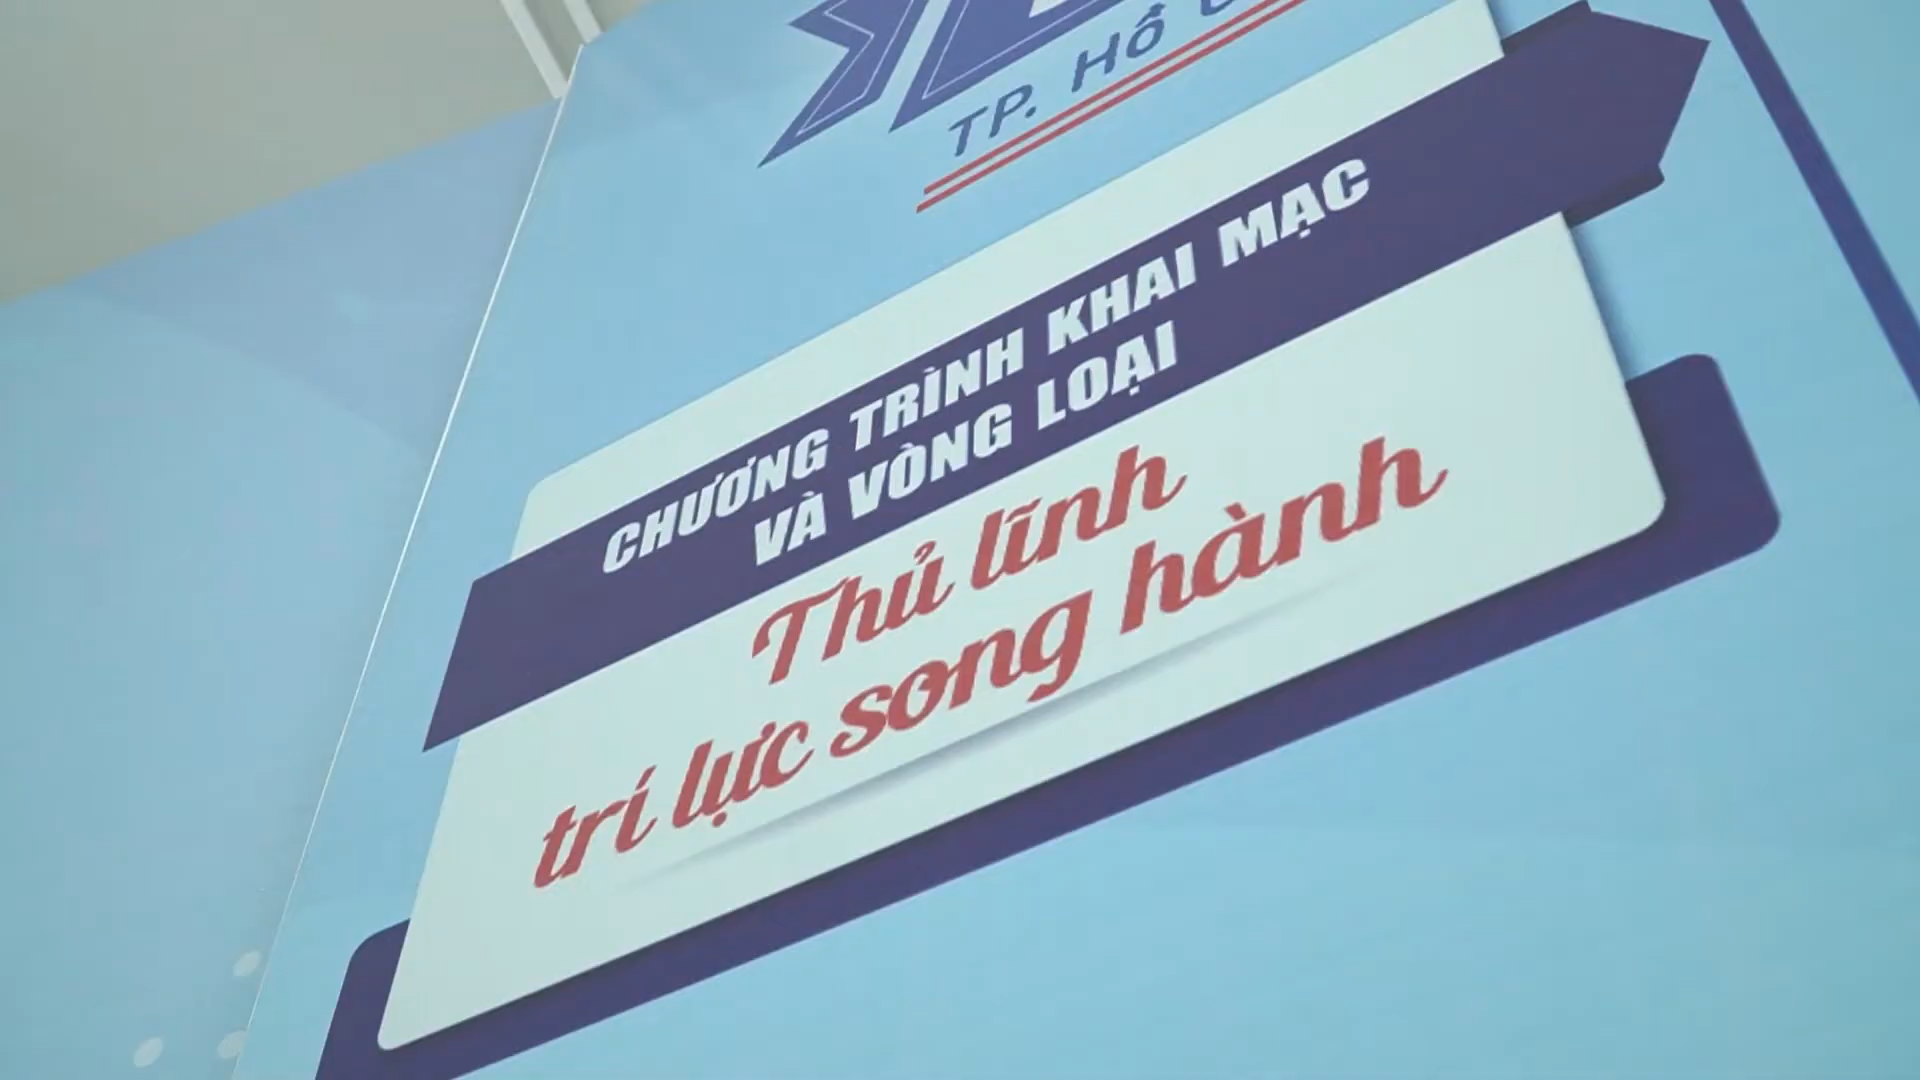 TP. HỒ
CHƯƠNG TRÌNH KHAI MẠC
VÀ VÒNG LOẠI
Thủ lĩnh
trí lực song hành